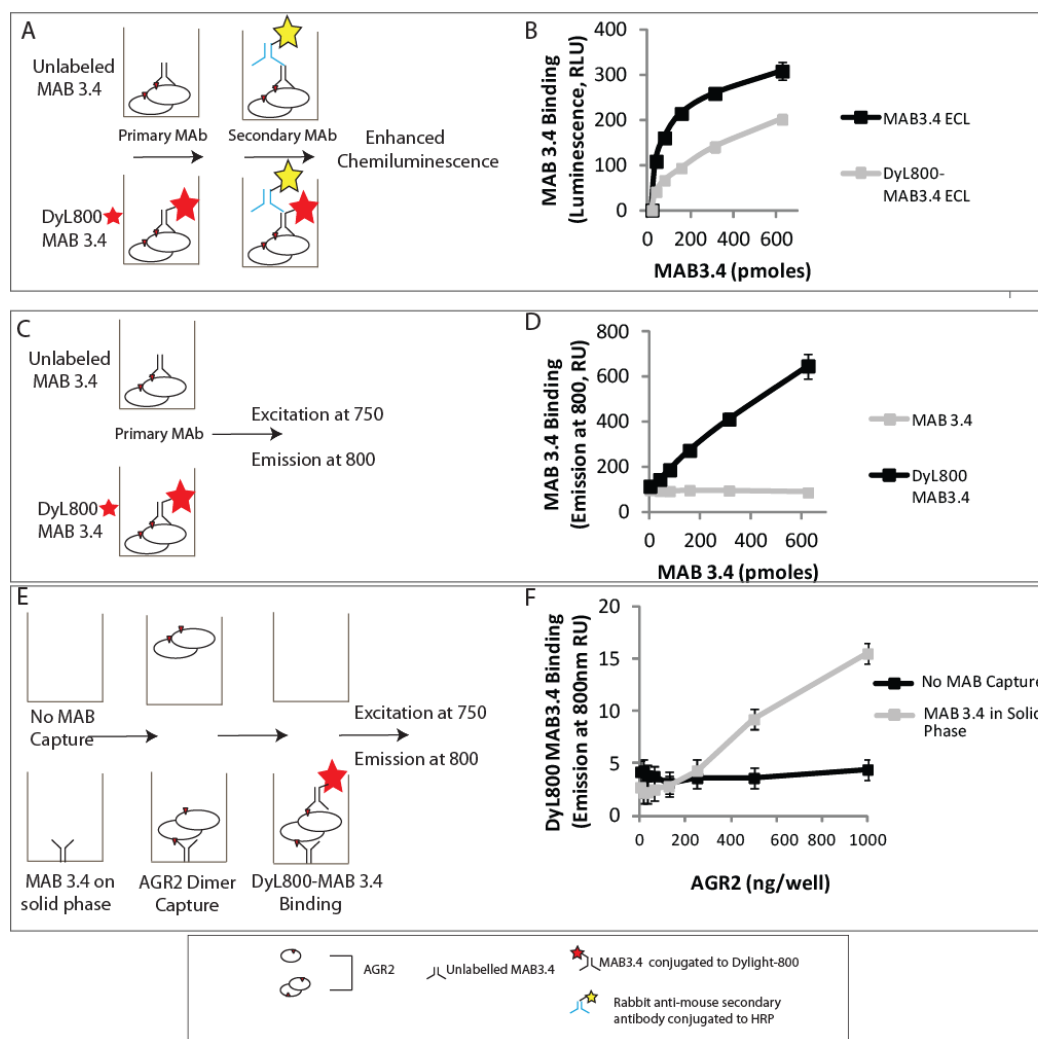 A
Unlabeled
MAB 3.4
Primary MAb
Secondary MAb
Enhanced
Chemiluminescence
DyL800
MAB 3.4
B
MAB 3.4 Binding
(Luminescence, RLU)
400
300
200
100
0
0 200 400 600
MAB3.4 (pmoles)
MAB3.4 ECL
DyL800-
MAB3.4 ECL
C
Unlabeled
MAB 3.4
Primary MAb
Excitation at 750
Emission at 800
DyL800
MAB 3.4
D
MAB 3.4 Binding
(Emission at 800, RU)
800
600
400
200
0
0 200 400 600
MAB 3.4 (pmoles)
MAB 3.4
DyL800
MAB3.4
E
No MAB
Capture
Excitation at 750
Emission at 800
MAB 3.4 on
solid phase
AGR2 Dimer
Capture
DyL800-MAB 3.4
Binding
F
DyL800 MAB3.4 Binding
(Emission at 800nm RU)
20
15
10
5
0
0 200 400 600 800 1000
AGR2 (ng/well)
No MAB Capture
MAB 3.4 in Solid
Phase
AGR2
Unlabelled MAB3.4
MAB3.4 conjugated to Dylight-800
Rabbit anti-mouse secondary
antibody conjugated to HRP